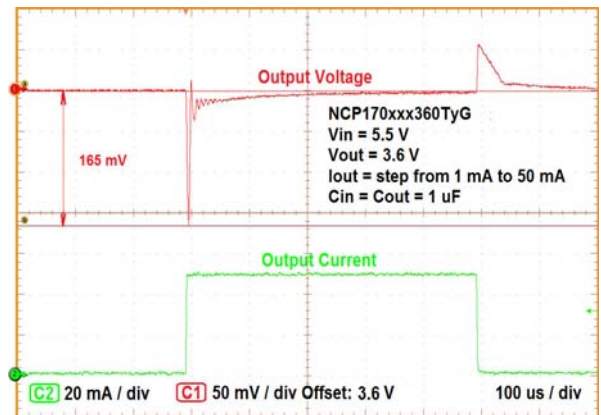 Output Voltage
NCP170xxx360TyG
Vin = 5.5 V
Vout = 3.6 V
165 mV
Iout = step from 1 mA to 50 mA
Cin = Cout = 1 uF
Output Current
C2 20 mA / div C1 50 mV / div Offset: 3.6 V 100 us / div